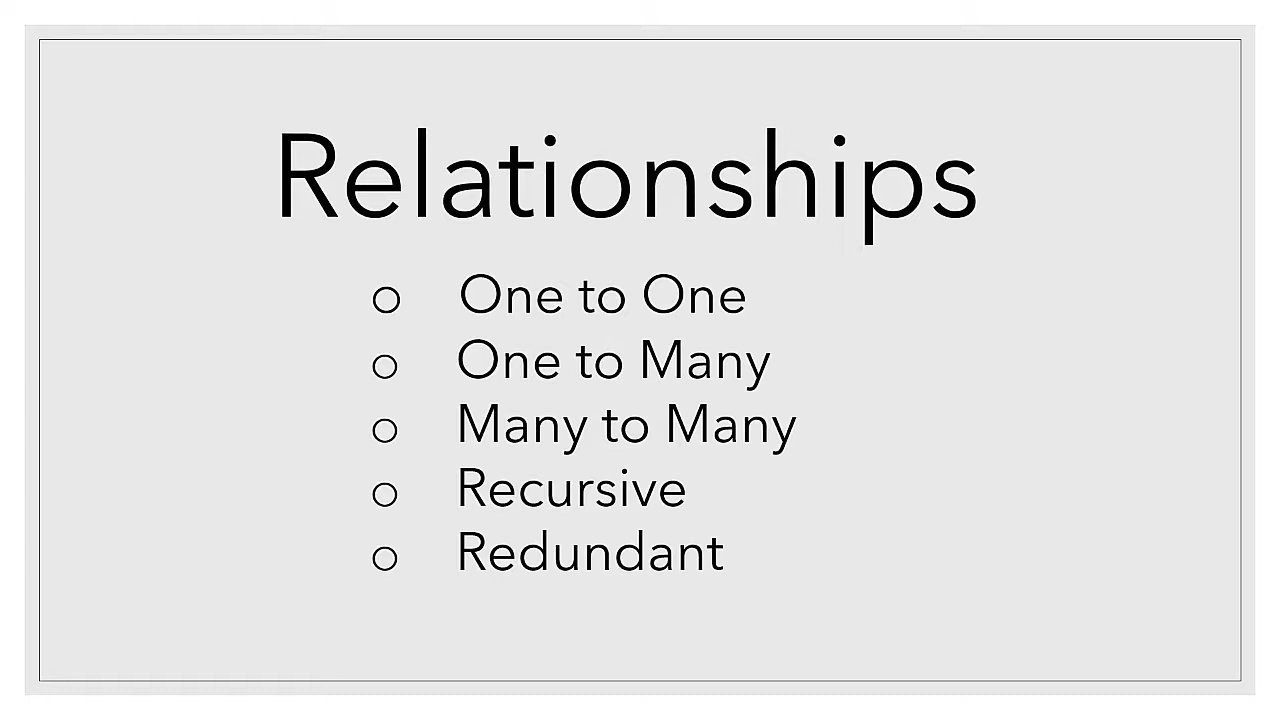 Relationships
○ One to One
○ One to Many
○ Many to Many
○ Recursive
○ Redundant